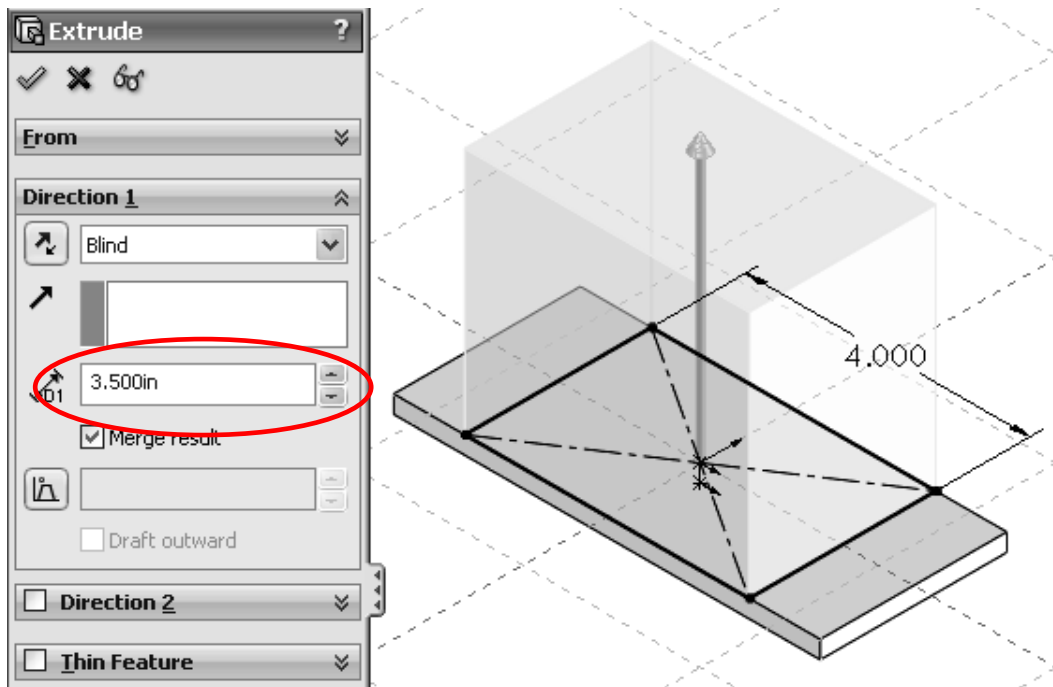 Extrude ?
From
Direction 1
Blind
D1 3.500in
Merge result
Draft outward
Direction 2
Thin Feature
4.000